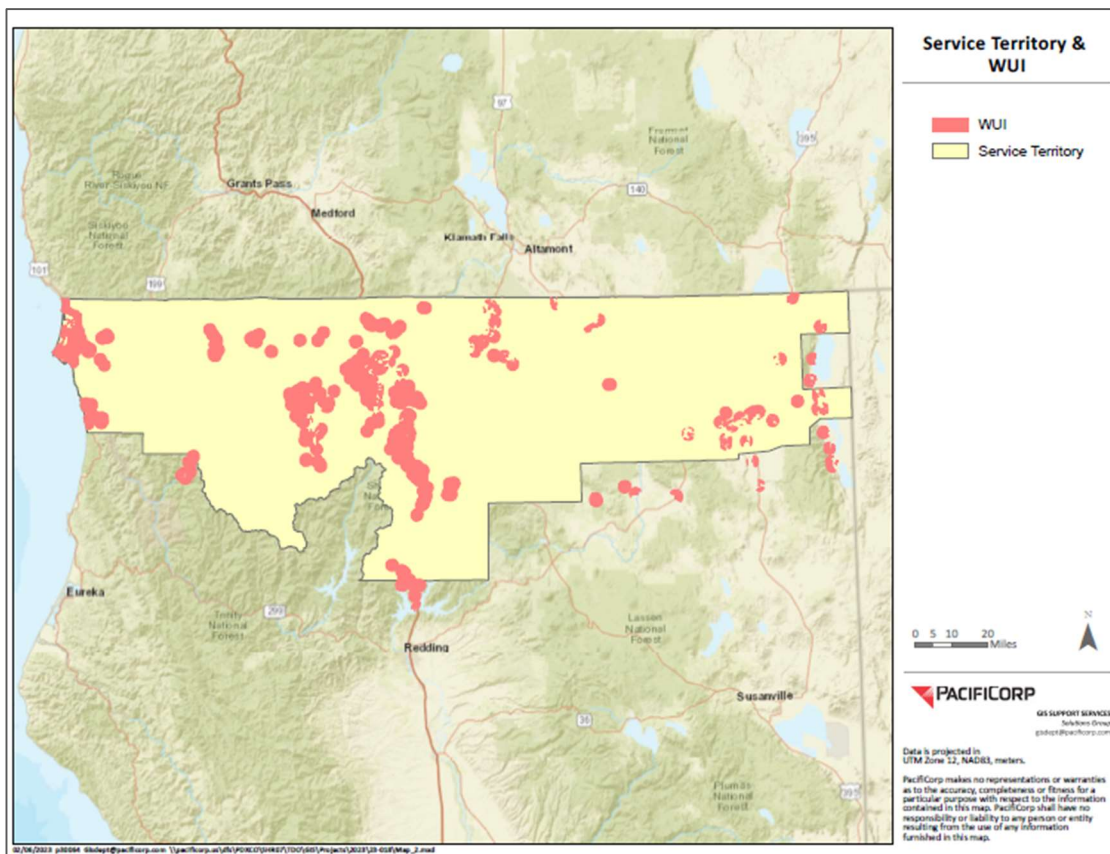 Service Territory &
WUI
WUI
Service Territory
97
395
Fremont
National
Forest
Rogue
River Siskiyou NF
Grants Pass
140
Medford
Siskiyou
National
Forest
Klamath Falls
Altamont
101
199
Eureka
Trinity
National
Forest
299
Lassen
National
Forest
Redding
Susanville
36
Plumas
National
Forest
395
N
0 5 10 20
Miles
PACIFICORP
GIS SUPPORT SERVICES
Solutions Group
gisdept@pacificorp.com
Data is projected in
UTM Zone 12, NAD83, meters.
PacifiCorp makes no representations or warranties
as to the accuracy, completeness or fitness for a
particular purpose with respect to the information
contained in this map. PacifiCorp shall have no
responsibility or liability to any person or entity
resulting from the use of any information
furnished in this map.